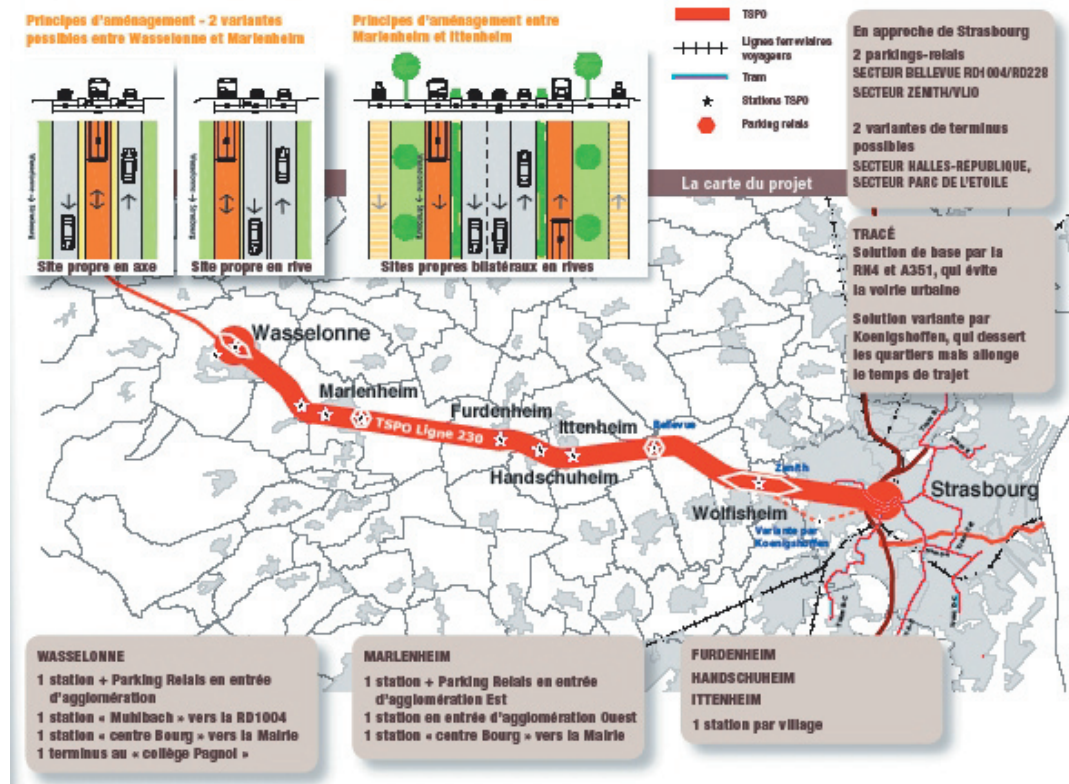 Principes d'aménagement - 2 variantes
possibles entre Wasselonne et Marlenheim
Wasselonne → Strasbourg
Site propre en axe
Wasselonne → Strasbourg
Site propre en rive
Principes d'aménagement entre
Marlenheim et Ittenheim
Wasselonne → Strasbourg
Sites propres bilatéraux en rives
TSPO
Lignes ferroviaires
voyageurs
Tram
Stations TSPO
Parking relais
La carte du projet
En approche de Strasbourg
2 parkings-relais
SECTEUR BELLEVUE RD1004/RD228
SECTEUR ZENITH/VLIO
2 variantes de terminus
possibles
SECTEUR HALLES-REPUBLIQUE,
SECTEUR PARC DE L'ETOILE
TRACÉ
Solution de base par la
RN4 et A351, qui évite
la voirie urbaine
Solution variante par
Koenigshoffen, qui dessert
les quartiers mais allonge
le temps de trajet
Wasselonne
Marlenheim
TSPO Ligne 230
Furdenheim
Handschuheim
Ittenheim
Bellevue
Zenith
Wolfisheim
Variante par
Koenigshoffen
Strasbourg
WASSELONNE
1 station + Parking Relais en entrée
d'agglomération
1 station « Muhlbach » vers la RD1004
1 station « centre Bourg » vers la Mairie
1 terminus au « collège Pagnol »
MARLENHEIM
1 station + Parking Relais en entrée
d'agglomération Est
1 station en entrée d'agglomération Ouest
1 station « centre Bourg » vers la Mairie
FURDENHEIM
HANDSCHUHEIM
ITTENHEIM
1 station par village